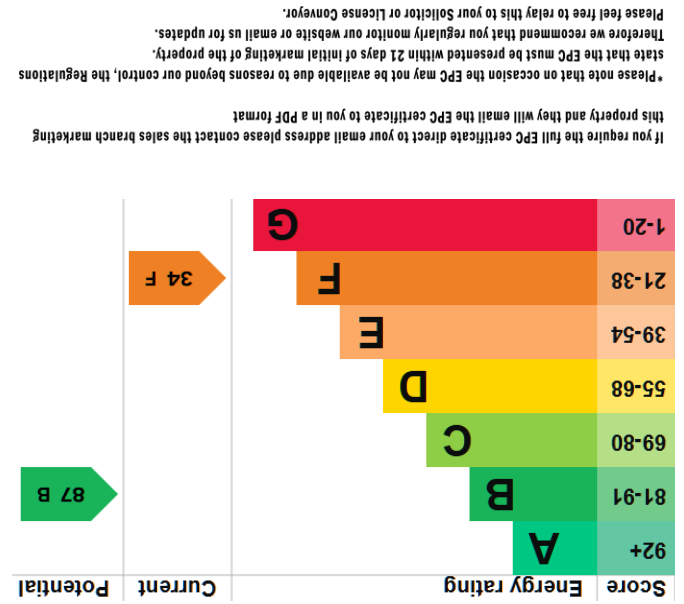 Score Energy rating Current Potential
92+ A
81-91 B 87 B
69-80 C
55-68 D
39-54 E
21-38 F 34 F
1-20 G
If you require the full EPC certificate direct to your email address please contact the sales branch marketing
this property and they will email the EPC certificate to you in a PDF format
*Please note that on occasion the EPC may not be available due to reasons beyond our control, the Regulations
state that the EPC must be presented within 21 days of initial marketing of the property.
Therefore we recommend that you regularly monitor our website or email us for updates.
Please feel free to relay this to your Solicitor or License Conveyor.